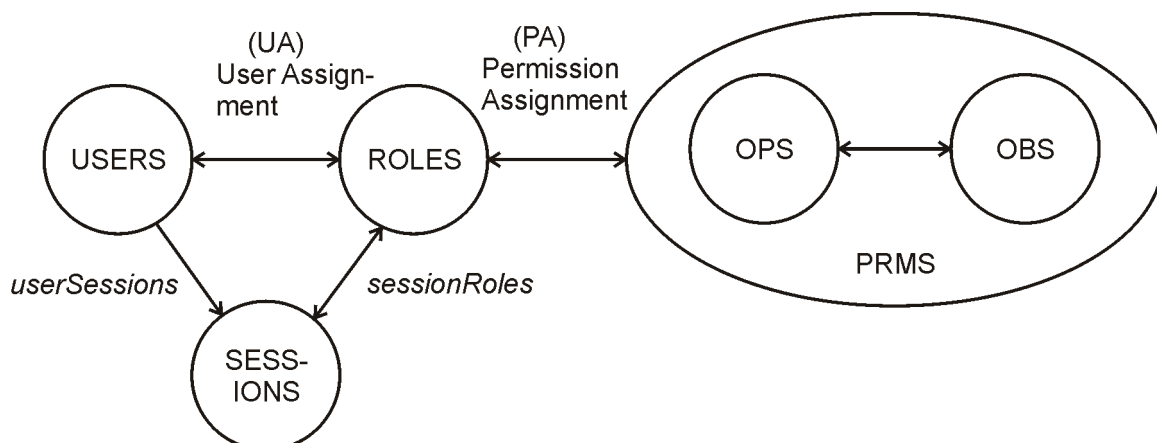 (UA)
User Assign-
ment
(PA)
Permission
Assignment
USERS
ROLES
OPS
OBS
PRMS
userSessions
sessionRoles
SESS-
IONS